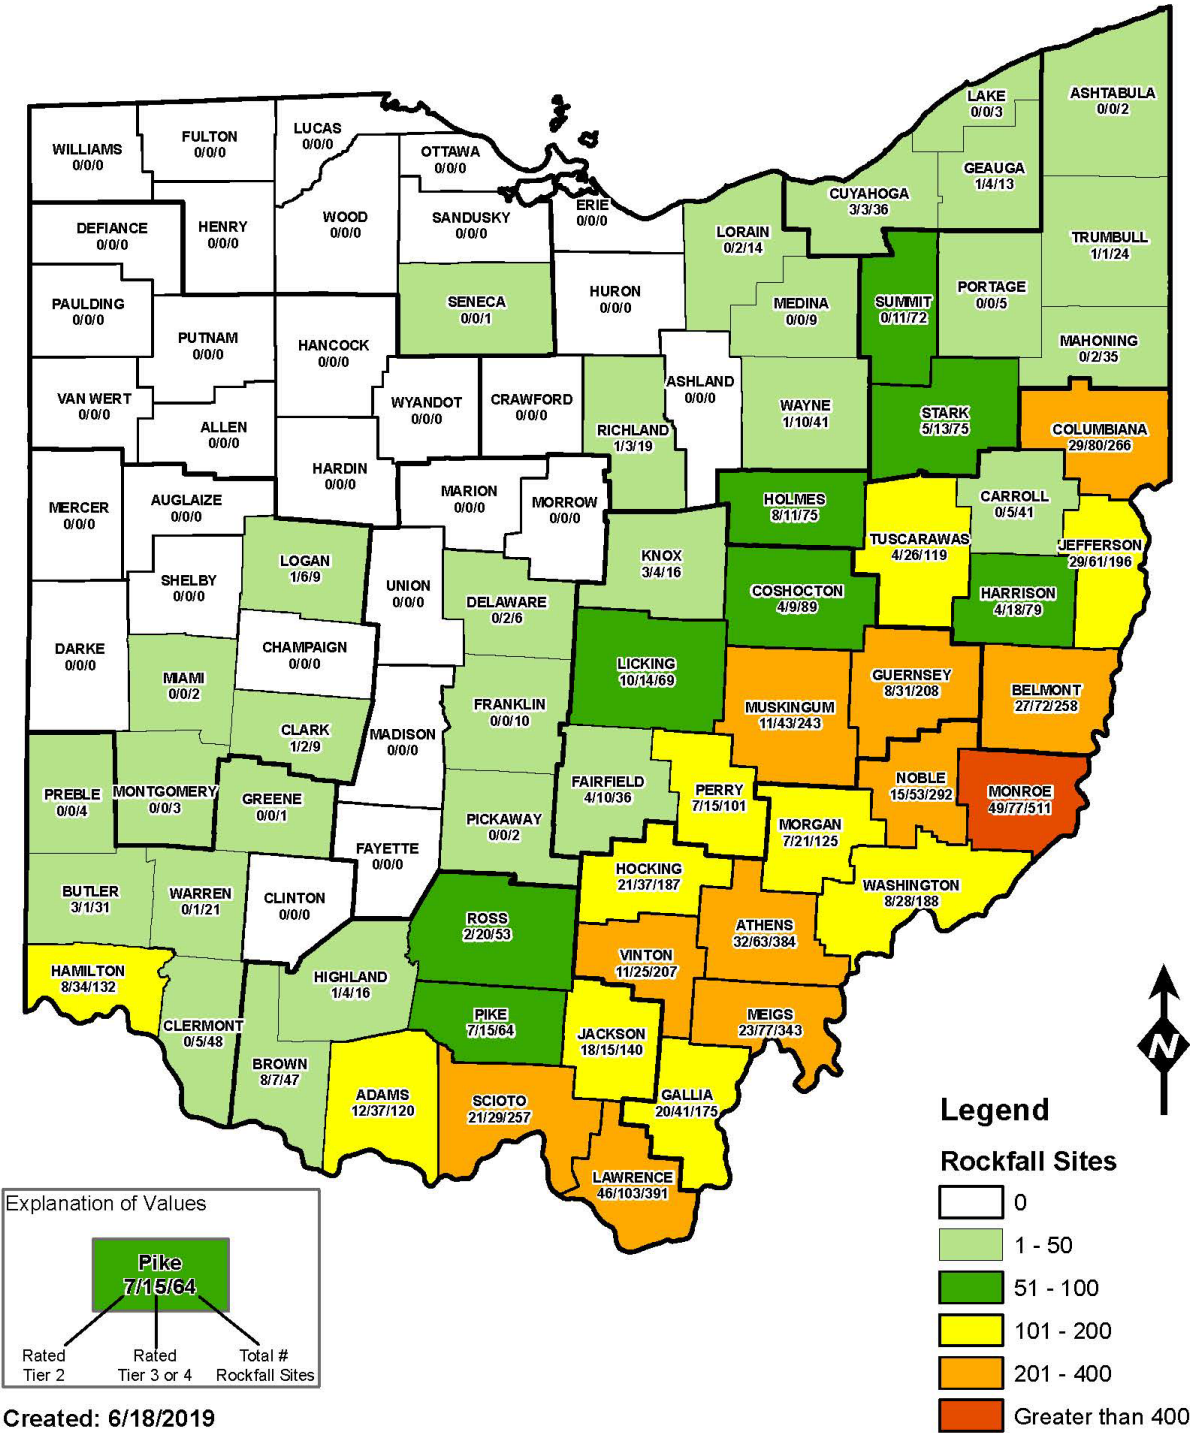 LAKE
0/0/3
ASHTABULA
0/0/2
WILLIAMS
0/0/0
FULTON
0/0/0
LUCAS
0/0/0
OTTAWA
0/0/0
GEAUGA
1/4/13
CUYAHOGA
3/3/36
DEFIANCE
0/0/0
HENRY
0/0/0
WOOD
0/0/0
SANDUSKY
0/0/0
ERIE
0/0/0
LORAIN
0/2/14
TRUMBULL
1/1/24
PAULDING
0/0/0
SENECA
0/0/1
HURON
0/0/0
MEDINA
0/0/9
SUMMIT
0/11/72
PORTAGE
0/0/5
PUTNAM
0/0/0
HANCOCK
0/0/0
MAHONING
0/2/35
VAN WERT
0/0/0
ALLEN
0/0/0
WYANDOT
0/0/0
CRAWFORD
0/0/0
RICHLAND
1/3/19
ASHLAND
0/0/0
WAYNE
1/10/41
STARK
5/13/75
COLUMBIANA
29/80/266
HARDIN
0/0/0
MERCER
0/0/0
AUGLAIZE
0/0/0
MARION
0/0/0
MORROW
0/0/0
HOLMES
8/11/75
CARROLL
0/5/41
TUSCARAWAS
4/26/119
JEFFERSON
29/61/196
SHELBY
0/0/0
LOGAN
1/6/9
UNION
0/0/0
DELAWARE
0/2/6
KNOX
3/4/16
COSHOCTON
4/9/89
HARRISON
4/18/79
DARKE
0/0/0
CHAMPAIGN
0/0/0
MIAMI
0/0/2
LICKING
10/14/69
GUERNSEY
8/31/208
BELMONT
27/72/258
CLARK
1/2/9
MADISON
0/0/0
FRANKLIN
0/0/10
MUSKINGUM
11/43/243
PREBLE
0/0/4
MONTGOMERY
0/0/3
GREENE
0/0/1
FAIRFIELD
4/10/36
PERRY
7/15/101
NOBLE
15/53/292
MONROE
49/77/511
PICKAWAY
0/0/2
MORGAN
7/21/125
FAYETTE
0/0/0
BUTLER
3/1/31
WARREN
0/1/21
CLINTON
0/0/0
HOCKING
21/37/187
WASHINGTON
8/28/188
ROSS
2/20/53
ATHENS
32/63/384
HAMILTON
8/34/132
HIGHLAND
1/4/16
VINTON
11/25/207
CLERMONT
0/5/48
PIKE
7/15/64
JACKSON
18/15/140
MEIGS
23/77/343
BROWN
8/7/47
ADAMS
12/37/120
SCIOTO
21/29/257
GALLIA
20/41/175
LAWRENCE
46/103/391
N
Legend
Rockfall Sites
0
1 - 50
51 - 100
101 - 200
201 - 400
Greater than 400
Explanation of Values
Pike
7/15/64
Rated Rated Total #
Tier 2 Tier 3 or 4 Rockfall Sites
Created: 6/18/2019